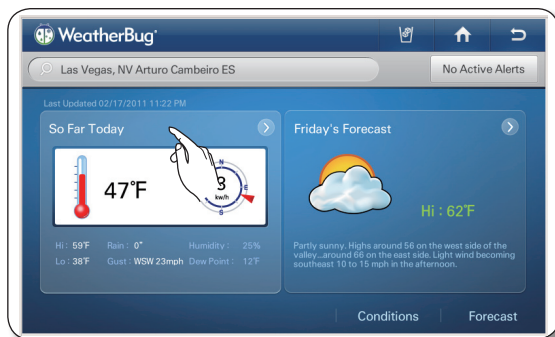 WeatherBug®
Las Vegas, NV Arturo Cambeiro ES
No Active Alerts
Last Updated 02/17/2011 11:22 PM
So Far Today
47°F
N
E
S
3
kw/h
Hi : 59°F Rain : 0" Humidity : 25%
Lo : 38°F Gust : WSW 23mph Dew Point : 12°F
Friday's Forecast
Hi : 62°F
Partly sunny. Highs around 56 on the west side of the
valley...around 66 on the east side. Light wind becoming
southeast 10 to 15 mph in the afternoon.
Conditions
Forecast